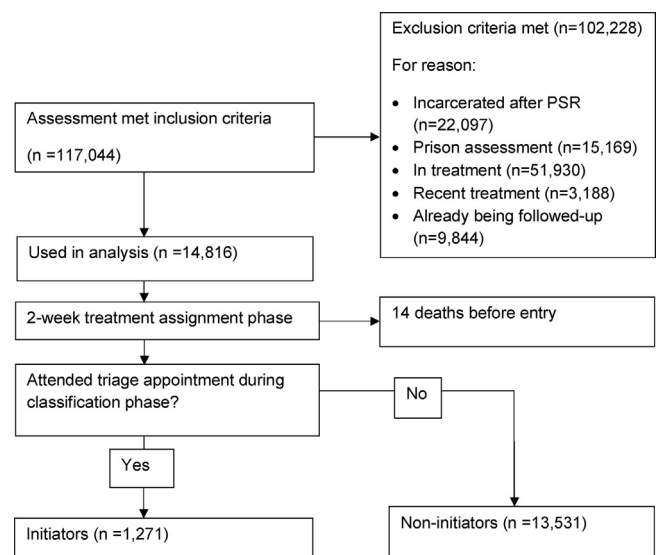 Assessment met inclusion criteria
(n =117,044)
Exclusion criteria met (n=102,228)
For reason:
• Incarcerated after PSR
(n=22,097)
• Prison assessment (n=15,169)
• In treatment (n=51,930)
• Recent treatment (n=3,188)
• Already being followed-up
(n=9,844)
Used in analysis (n =14,816)
2-week treatment assignment phase
14 deaths before entry
Attended triage appointment during
classification phase?
No
Yes
Initiators (n =1,271)
Non-initiators (n =13,531)